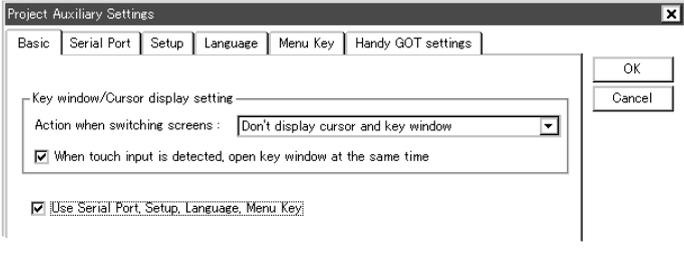 Project Auxiliary Settings
Basic Serial Port Setup Language Menu Key Handy GOT settings
OK
Cancel
Key window/Cursor display setting
Action when switching screens : Don't display cursor and key window
When touch input is detected, open key window at the same time
Use Serial Port, Setup, Language, Menu Key